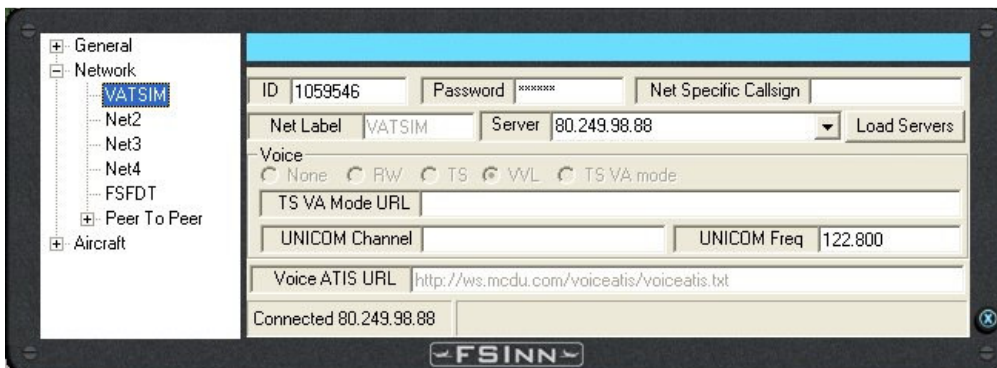 General
Network
VATSIM
Net2
Net3
Net4
FSFDT
Peer To Peer
Aircraft
ID 1059546 Password ×××××× Net Specific Callsign
Net Label VATSIM Server 80.249.98.88 Load Servers
Voice
None RW TS VVL TS VA mode
TS VA Mode URL
UNICOM Channel UNICOM Freq 122.800
Voice ATIS URL http://ws.mcdu.com/voiceatis/voiceatis.txt
Connected 80.249.98.88
FSINN